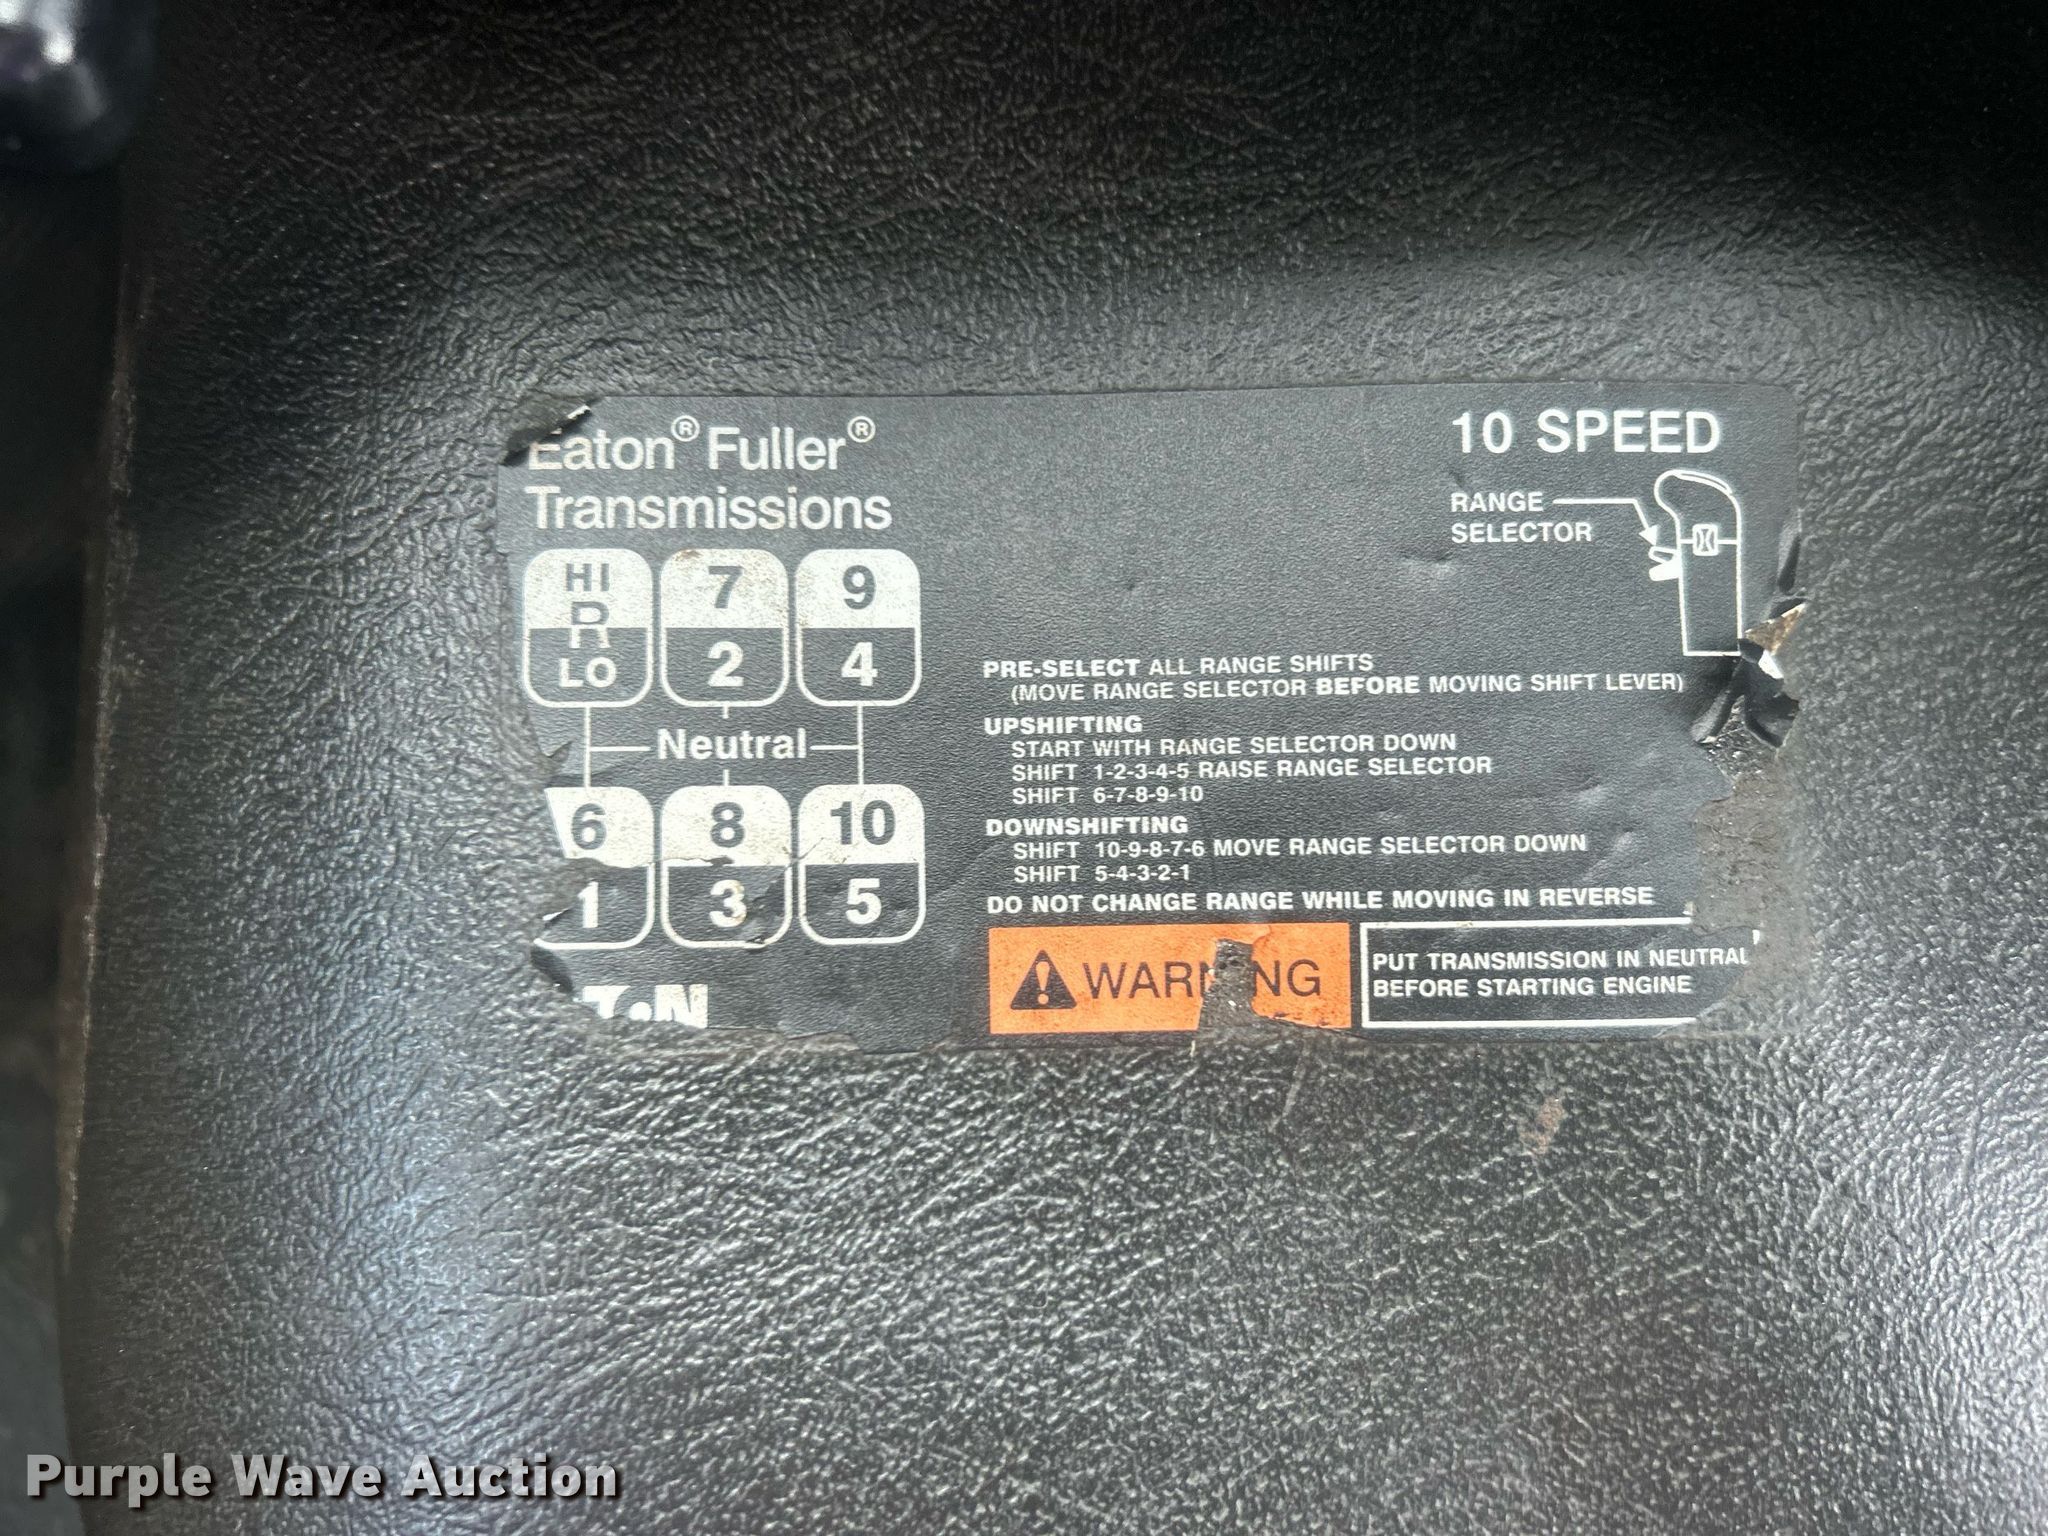 Eaton® Fuller®
Transmissions
10 SPEED
RANGE
SELECTOR
HI
R
LO
7
2
9
4
Neutral
6
1
8
3
10
5
PRE-SELECT ALL RANGE SHIFTS
(MOVE RANGE SELECTOR BEFORE MOVING SHIFT LEVER)
UPSHIFTING
START WITH RANGE SELECTOR DOWN
SHIFT 1-2-3-4-5 RAISE RANGE SELECTOR
SHIFT 6-7-8-9-10
DOWNSHIFTING
SHIFT 10-9-8-7-6 MOVE RANGE SELECTOR DOWN
SHIFT 5-4-3-2-1
DO NOT CHANGE RANGE WHILE MOVING IN REVERSE
WARNING
PUT TRANSMISSION IN NEUTRAL
BEFORE STARTING ENGINE
Purple Wave Auction